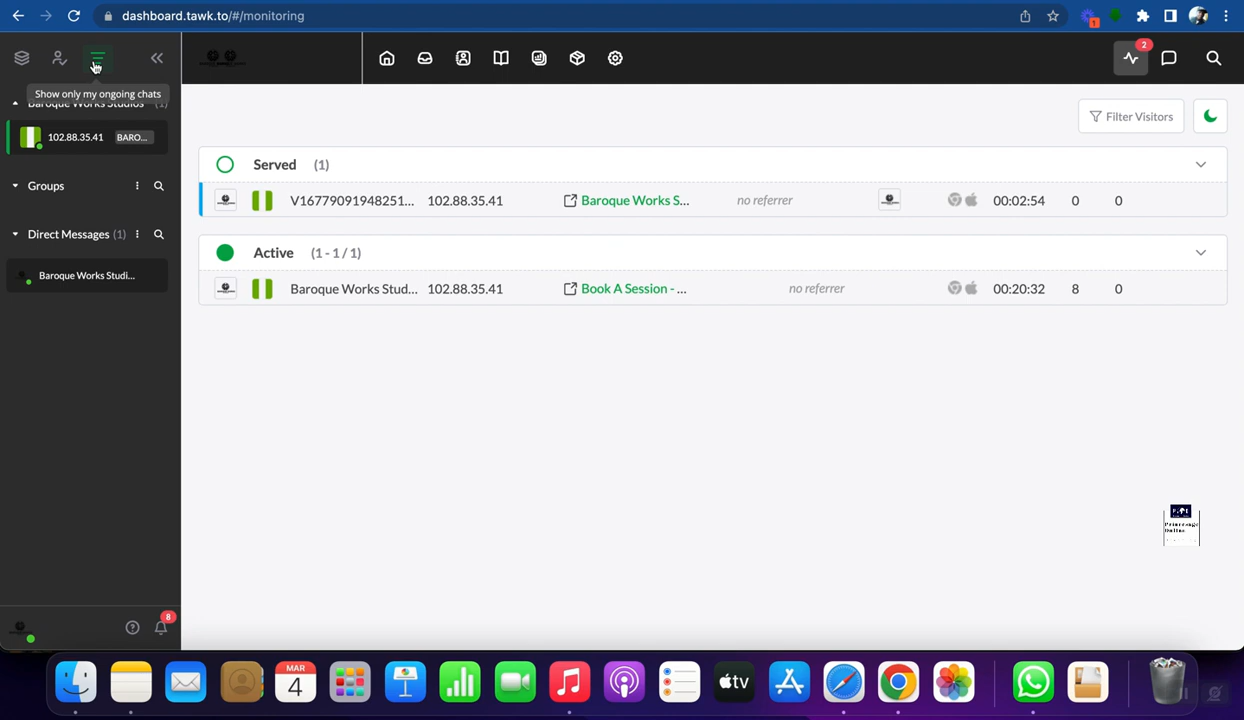 dashboard.tawk.to/#/monitoring
1
2
Show only my ongoing chats
Baroque Works Studios (1)
Filter Visitors
102.88.35.41 BARO...
Served (1)
Groups
V16779091948251... 102.88.35.41 Baroque Works S... no referrer 00:02:54 0 0
Direct Messages (1)
Active (1 - 1 / 1)
Baroque Works Studi...
Baroque Works Stud... 102.88.35.41 Book A Session - ... no referrer 00:20:32 8 0
8
MAR
4
tv